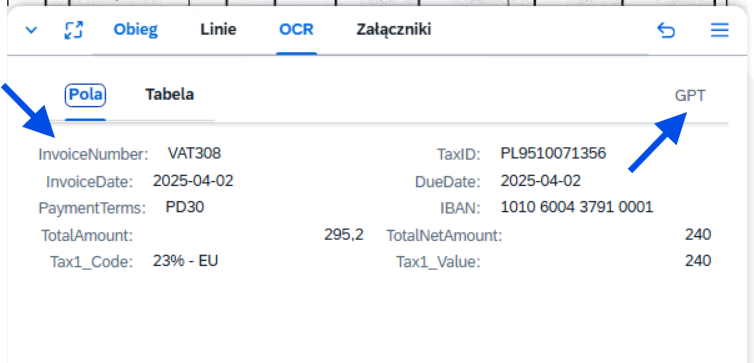 Obieg Linie OCR Załączniki
Pola Tabela GPT
InvoiceNumber: VAT308 TaxID: PL9510071356
InvoiceDate: 2025-04-02 DueDate: 2025-04-02
PaymentTerms: PD30 IBAN: 1010 6004 3791 0001
TotalAmount: 295,2 TotalNetAmount: 240
Tax1_Code: 23% - EU Tax1_Value: 240